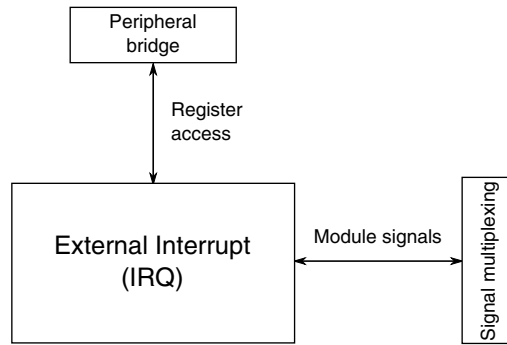 Peripheral
bridge
Register
access
External Interrupt
(IRQ)
Module signals
Signal multiplexing